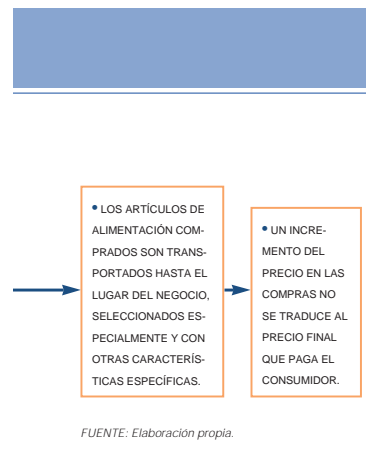 • LOS ARTÍCULOS DE
ALIMENTACIÓN COM-
PRADOS SON TRANS-
PORTADOS HASTA EL
LUGAR DEL NEGOCIO,
SELECCIONADOS ES-
PECIALMENTE Y CON
OTRAS CARACTERÍS-
TICAS ESPECÍFICAS.
• UN INCRE-
MENTO DEL
PRECIO EN LAS
COMPRAS NO
SE TRADUCE AL
PRECIO FINAL
QUE PAGA EL
CONSUMIDOR.
FUENTE: Elaboración propia.